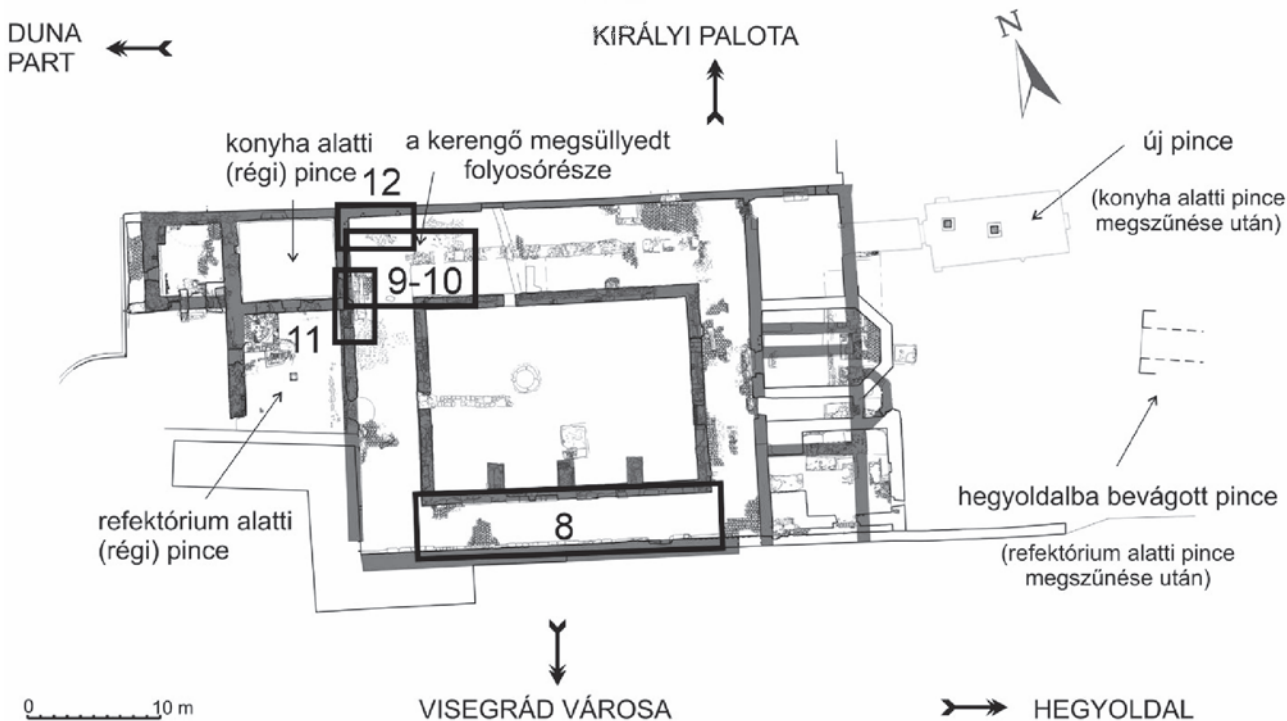 DUNA
PART
KIRÁLYI PALOTA
N
konyha alatti
(régi) pince
a kerengő megsüllyedt
folyosórésze
új pince
(konyha alatti pince
megszűnése után)
12
9-10
11
8
refektórium alatti
(régi) pince
hegyoldalba bevágott pince
(refektórium alatti pince
megszűnése után)
0 10 m
VISEGRÁD VÁROSA
HEGYOLDAL